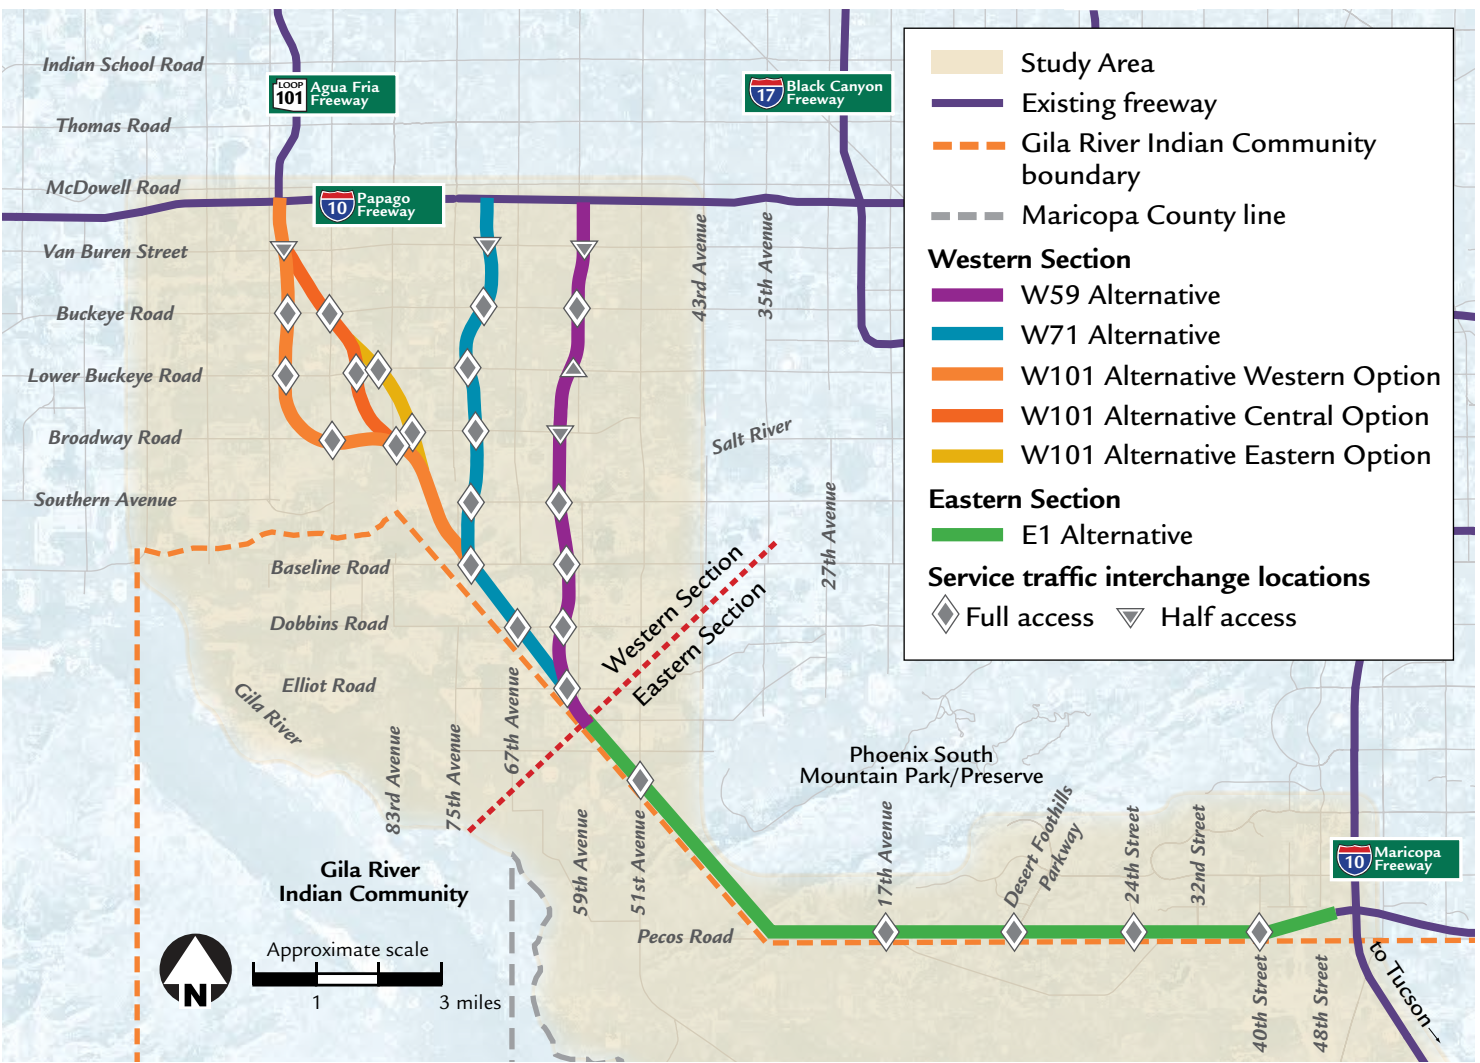 Indian School Road
Thomas Road
McDowell Road
Van Buren Street
Buckeye Road
Lower Buckeye Road
Broadway Road
Southern Avenue
Baseline Road
Dobbins Road
Elliot Road
Pecos Road
LOOP
101
Agua Fria
Freeway
17
Black Canyon
Freeway
10
Papago
Freeway
43rd Avenue
35th Avenue
27th Avenue
Salt River
Gila River
Western Section
Eastern Section
83rd Avenue
75th Avenue
67th Avenue
59th Avenue
51st Avenue
Phoenix South
Mountain Park/Preserve
17th Avenue
Desert Foothills
Parkway
24th Street
32nd Street
40th Street
48th Street
10
Maricopa
Freeway
to Tucson
Gila River
Indian Community
N
Approximate scale
1
3 miles
Study Area
Existing freeway
Gila River Indian Community
boundary
Maricopa County line
Western Section
W59 Alternative
W71 Alternative
W101 Alternative Western Option
W101 Alternative Central Option
W101 Alternative Eastern Option
Eastern Section
E1 Alternative
Service traffic interchange locations
Full access
Half access